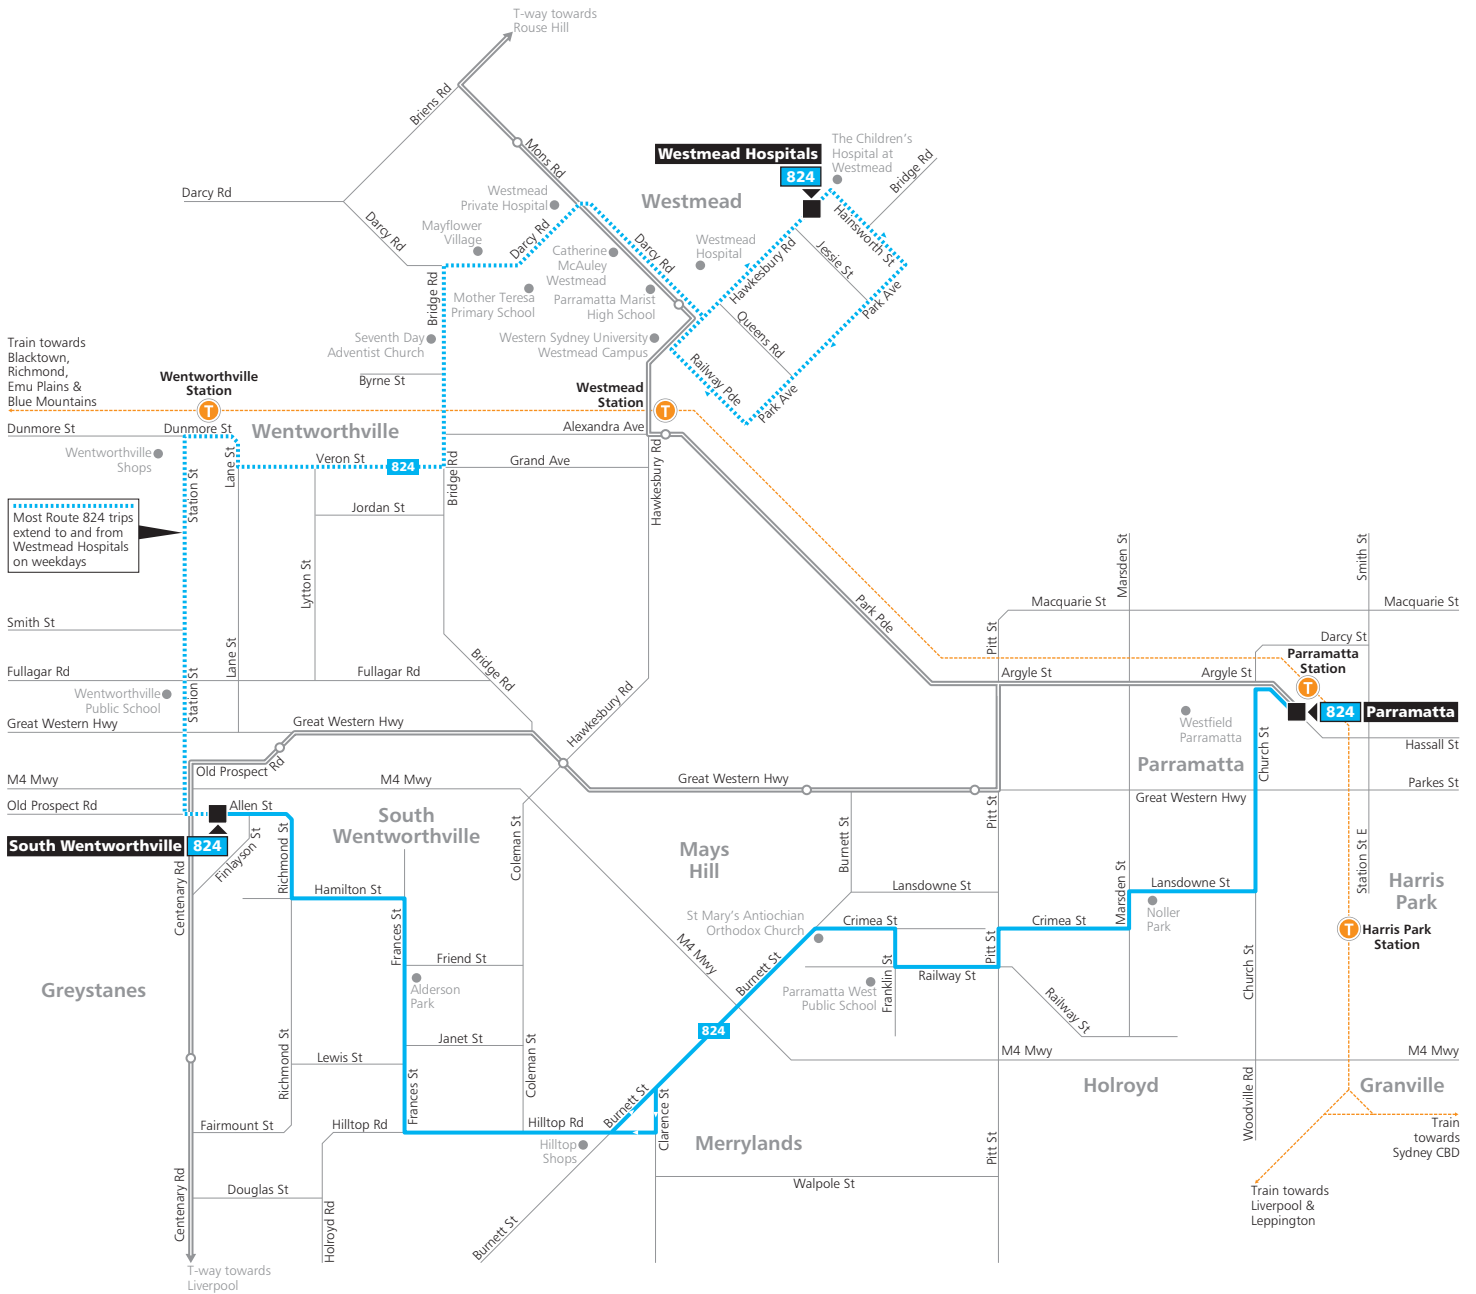 T-way towards
Rouse Hill
Briens Rd
Mons Rd
Darcy Rd
Darcy Rd
Westmead
Private Hospital
Mayflower
Village
Darcy Rd
Catherine
McAuley
Westmead
Darcy Rd
Mother Teresa
Primary School
Parramatta Marist
High School
Bridge Rd
Seventh Day
Adventist Church
Western Sydney University
Westmead Campus
Byrne St
Westmead Hospitals
824
Westmead
The Children's
Hospital at
Westmead
Bridge Rd
Hainsworth St
Westmead
Hospital
Hawkesbury Rd
Jessie St
Park Ave
Queens Rd
Railway Pde
Park Ave
Train towards
Blacktown,
Richmond,
Emu Plains &
Blue Mountains
Wentworthville
Station
T
Westmead
Station
T
Dunmore St
Dunmore St
Wentworthville
Alexandra Ave
Wentworthville
Shops
Lane St
Veron St
824
Grand Ave
Station St
Bridge Rd
Hawkesbury Rd
Jordan St
Most Route 824 trips
extend to and from
Westmead Hospitals
on weekdays
Lytton St
Smith St
Lane St
Fullagar Rd
Fullagar Rd
Bridge Rd
Wentworthville
Public School
Station St
Great Western Hwy
Great Western Hwy
Hawkesbury Rd
Park Pde
Marsden St
Smith St
Macquarie St
Macquarie St
Pitt St
Darcy St
Parramatta
Station
T
Argyle St
Argyle St
824
Parramatta
Westfield
Parramatta
Church St
Hassall St
Parramatta
Old Prospect Rd
M4 Mwy
M4 Mwy
Great Western Hwy
Parkes St
Great Western Hwy
Old Prospect Rd
Allen St
South
Wentworthville
South Wentworthville
824
Finlayson St
Richmond St
Coleman St
Mays
Hill
Burnett St
Pitt St
Station St E
Centenary Rd
Hamilton St
Lansdowne St
Marsden St
Lansdowne St
Harris
Park
Frances St
St Mary's Antiochian
Orthodox Church
Crimea St
Crimea St
Noller
Park
T
Harris Park
Station
Friend St
M4 Mwy
Burnett St
Pitt St
Greystanes
Alderson
Park
Parramatta West
Public School
Franklin St
Railway St
Church St
Railway St
824
Janet St
Richmond St
Lewis St
Coleman St
M4 Mwy
M4 Mwy
Frances St
Holroyd
Granville
Woodville Rd
Fairmount St
Hilltop Rd
Hilltop Rd
Burnett St
Clarence St
Hilltop
Shops
Merrylands
Pitt St
Train
towards
Sydney CBD
Centenary Rd
Douglas St
Walpole St
Train towards
Liverpool &
Leppington
Holroyd Rd
Burnett St
T-way towards
Liverpool